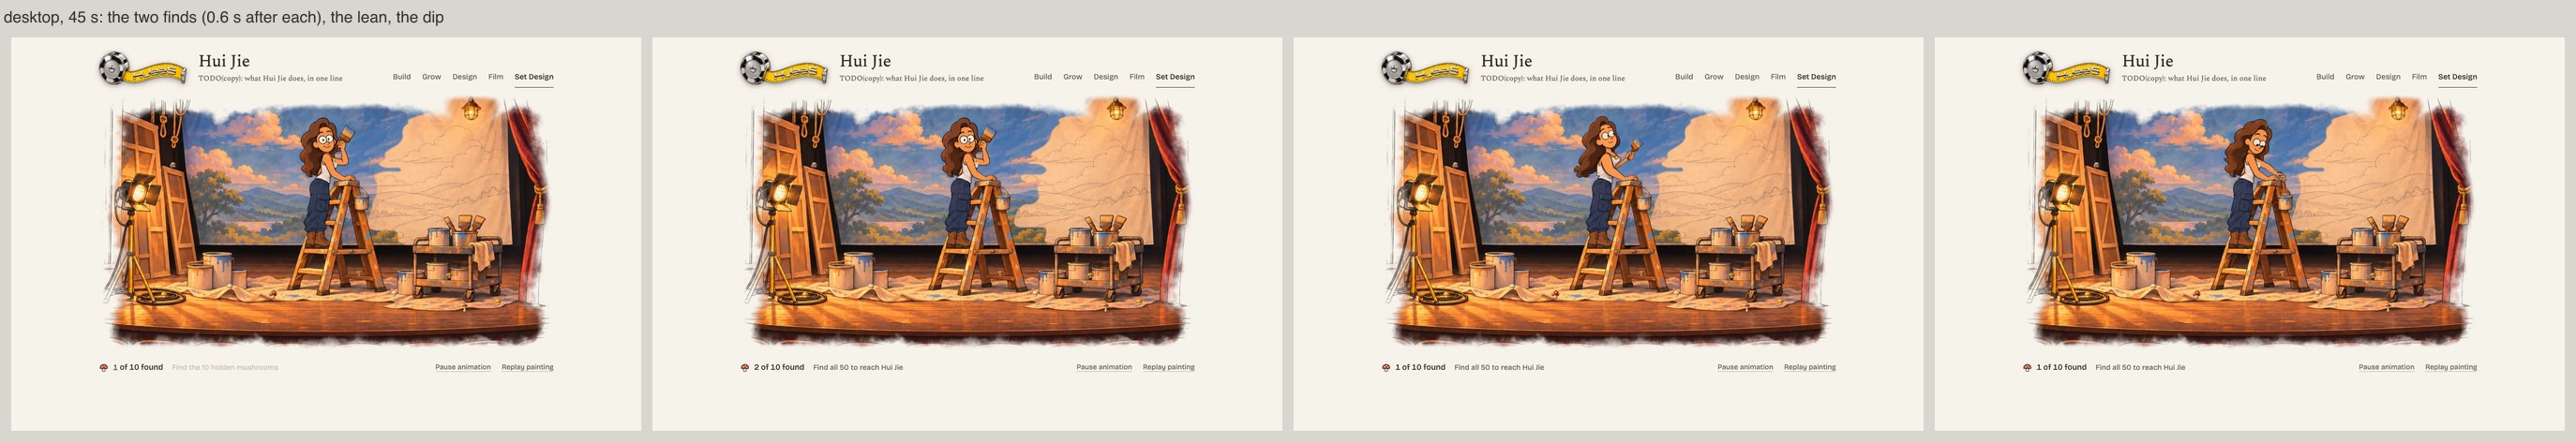 desktop, 45 s: the two finds (0.6 s after each), the lean, the dip
Hui Jie
TODO(copy): what Hui Jie does, in one line
Build Grow Design Film Set Design
1 of 10 found Find the 10 hidden mushrooms
Pause animation Replay painting
Hui Jie
TODO(copy): what Hui Jie does, in one line
Build Grow Design Film Set Design
2 of 10 found Find all 50 to reach Hui Jie
Pause animation Replay painting
Hui Jie
TODO(copy): what Hui Jie does, in one line
Build Grow Design Film Set Design
1 of 10 found Find all 50 to reach Hui Jie
Pause animation Replay painting
Hui Jie
TODO(copy): what Hui Jie does, in one line
Build Grow Design Film Set Design
1 of 10 found Find all 50 to reach Hui Jie
Pause animation Replay painting